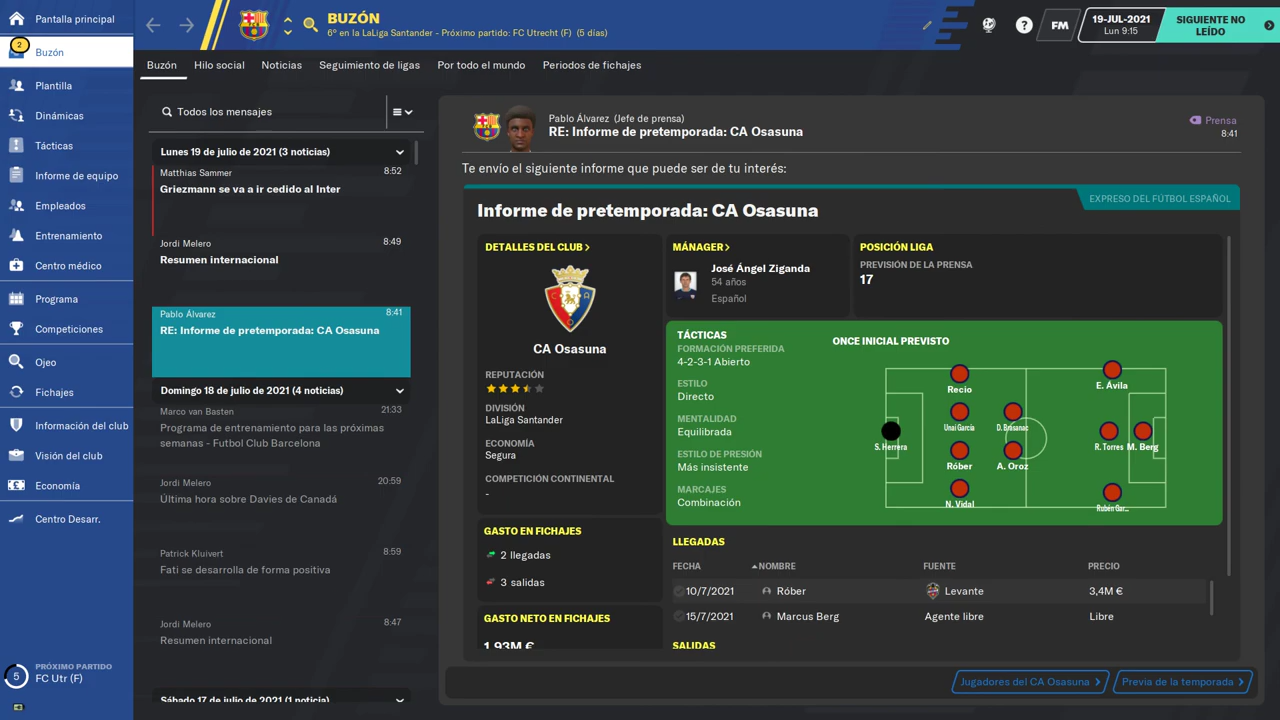 Pantalla principal
2
Buzón
Plantilla
Dinámicas
Tácticas
Informe de equipo
Empleados
Entrenamiento
Centro médico
Programa
Competiciones
Ojeo
Fichajes
Información del club
Visión del club
Economía
Centro Desarr.
PRÓXIMO PARTIDO
5
FC Utr (F)
BUZÓN
6º en la LaLiga Santander - Próximo partido: FC Utrecht (F) (5 días)
?
FM
19-JUL-2021
Lun 9:15
SIGUIENTE NO LEÍDO
Buzón
Hilo social
Noticias
Seguimiento de ligas
Por todo el mundo
Periodos de fichajes
Todos los mensajes
Lunes 19 de julio de 2021 (3 noticias)
Matthias Sammer 8:52
Griezmann se va a ir cedido al Inter
Jordi Melero 8:49
Resumen internacional
Pablo Álvarez 8:41
RE: Informe de pretemporada: CA Osasuna
Domingo 18 de julio de 2021 (4 noticias)
Marco van Basten 21:33
Programa de entrenamiento para las próximas
semanas - Futbol Club Barcelona
Jordi Melero 20:59
Última hora sobre Davies de Canadá
Patrick Kluivert 8:59
Fati se desarrolla de forma positiva
Jordi Melero 8:47
Resumen internacional
Sábado 17 de julio de 2021 (1 noticia)
Pablo Álvarez (Jefe de prensa)
RE: Informe de pretemporada: CA Osasuna
Prensa
8:41
Te envío el siguiente informe que puede ser de tu interés:
EXPRESO DEL FÚTBOL ESPAÑOL
Informe de pretemporada: CA Osasuna
DETALLES DEL CLUB
CA Osasuna
REPUTACIÓN
DIVISIÓN
LaLiga Santander
ECONOMÍA
Segura
COMPETICIÓN CONTINENTAL
-
GASTO EN FICHAJES
2 llegadas
3 salidas
GASTO NETO EN FICHAJES
1,93M €
MÁNAGER
José Ángel Ziganda
54 años
Español
POSICIÓN LIGA
PREVISIÓN DE LA PRENSA
17
TÁCTICAS
FORMACIÓN PREFERIDA
4-2-3-1 Abierto
ESTILO
Directo
MENTALIDAD
Equilibrada
ESTILO DE PRESIÓN
Más insistente
MARCAJES
Combinación
ONCE INICIAL PREVISTO
Rocio
E. Ávila
Unai García
D. Brasanac
S. Herrera
R. Torres
M. Berg
Róber
A. Oroz
N. Vidal
Rubén Gar...
LLEGADAS
FECHA NOMBRE FUENTE PRECIO
10/7/2021 Róber Levante 3,4M €
15/7/2021 Marcus Berg Agente libre Libre
SALIDAS
Jugadores del CA Osasuna
Previa de la temporada